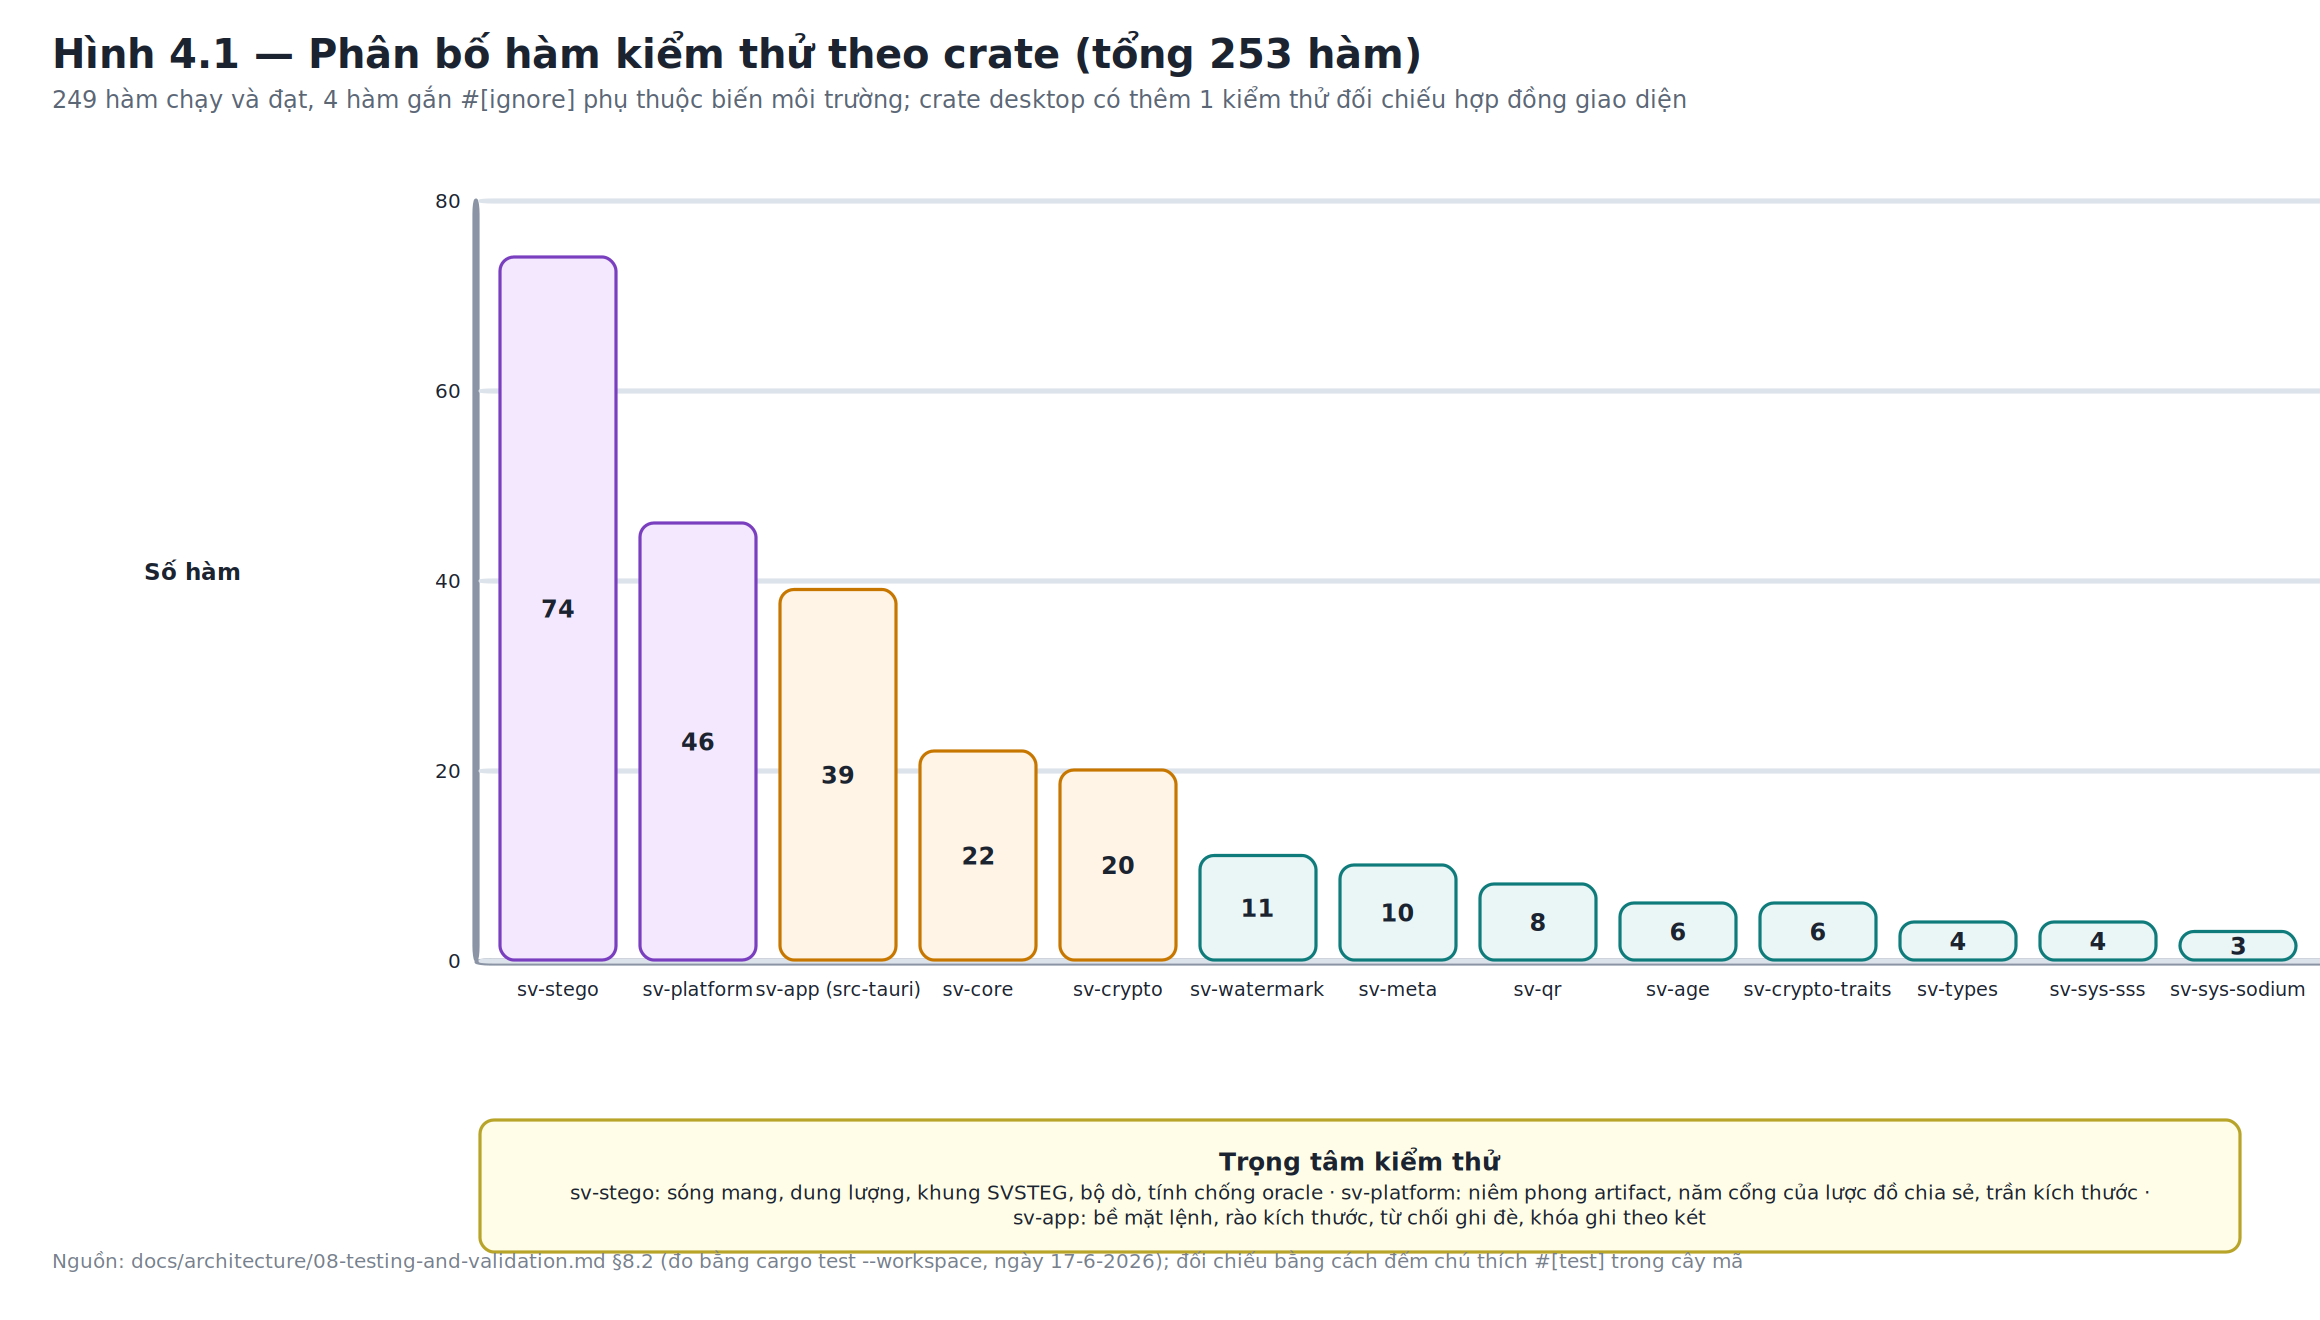 Hình 4.1 — Phân bố hàm kiểm thử theo crate (tổng 253 hàm)
249 hàm chạy và đạt, 4 hàm gắn #[ignore] phụ thuộc biến môi trường; crate desktop có thêm 1 kiểm thử đối chiếu hợp đồng giao diện
80
60
40
20
0
Số hàm
74
46
39
22
20
11
10
8
6
6
4
4
3
sv-stego
sv-platform
sv-app (src-tauri)
sv-core
sv-crypto
sv-watermark
sv-meta
sv-qr
sv-age
sv-crypto-traits
sv-types
sv-sys-sss
sv-sys-sodium
Trọng tâm kiểm thử
sv-stego: sóng mang, dung lượng, khung SVSTEG, bộ dò, tính chống oracle · sv-platform: niêm phong artifact, năm cổng của lược đồ chia sẻ, trần kích thước ·
sv-app: bề mặt lệnh, rào kích thước, từ chối ghi đè, khóa ghi theo két
Nguồn: docs/architecture/08-testing-and-validation.md §8.2 (đo bằng cargo test --workspace, ngày 17-6-2026); đối chiếu bằng cách đếm chú thích #[test] trong cây mã